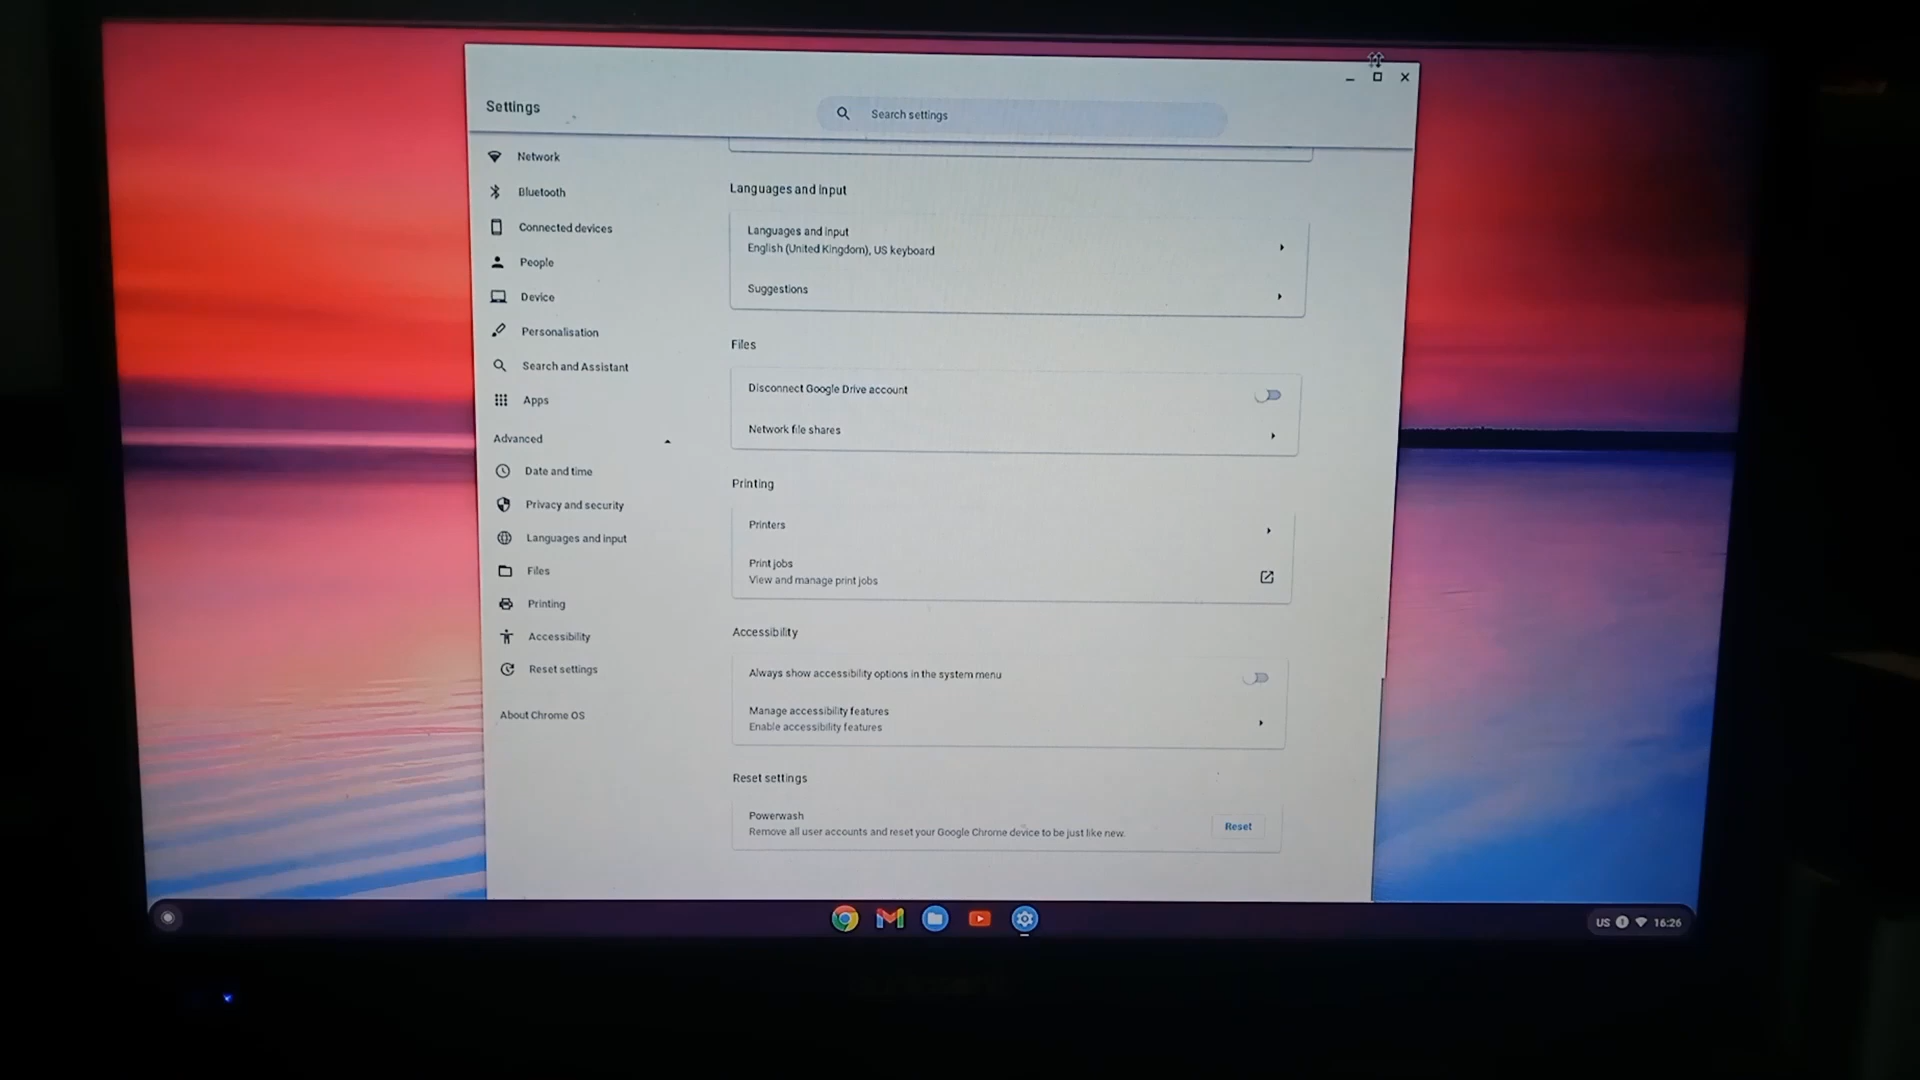 Settings
Search settings
Network
Bluetooth
Connected devices
People
Device
Personalisation
Search and Assistant
Apps
Advanced
Date and time
Privacy and security
Languages and input
Files
Printing
Accessibility
Reset settings
About Chrome OS
Languages and input
Languages and input
English (United Kingdom), US keyboard
Suggestions
Files
Disconnect Google Drive account
Network file shares
Printing
Printers
Print jobs
View and manage print jobs
Accessibility
Always show accessibility options in the system menu
Manage accessibility features
Enable accessibility features
Reset settings
Powerwash
Remove all user accounts and reset your Google Chrome device to be just like new.
Reset
US
16:26